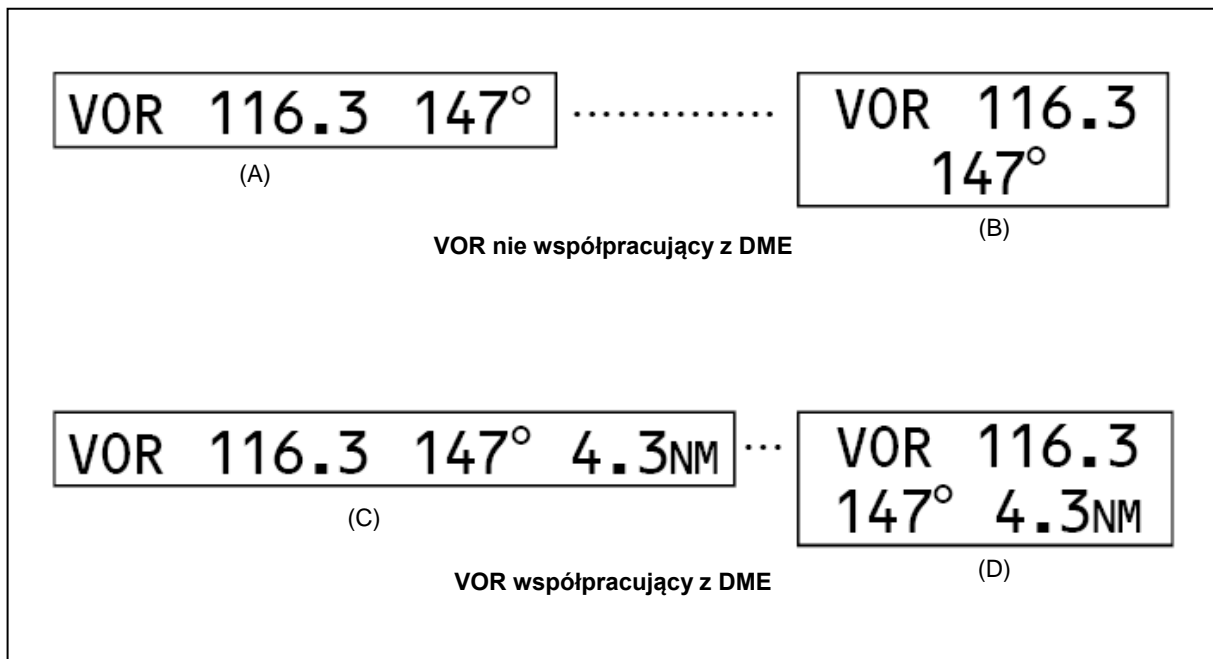 VOR 116.3 147°
(A)
VOR 116.3
147°
(B)
VOR nie współpracujący z DME
VOR 116.3 147° 4.3NM
(C)
VOR 116.3
147° 4.3NM
(D)
VOR współpracujący z DME